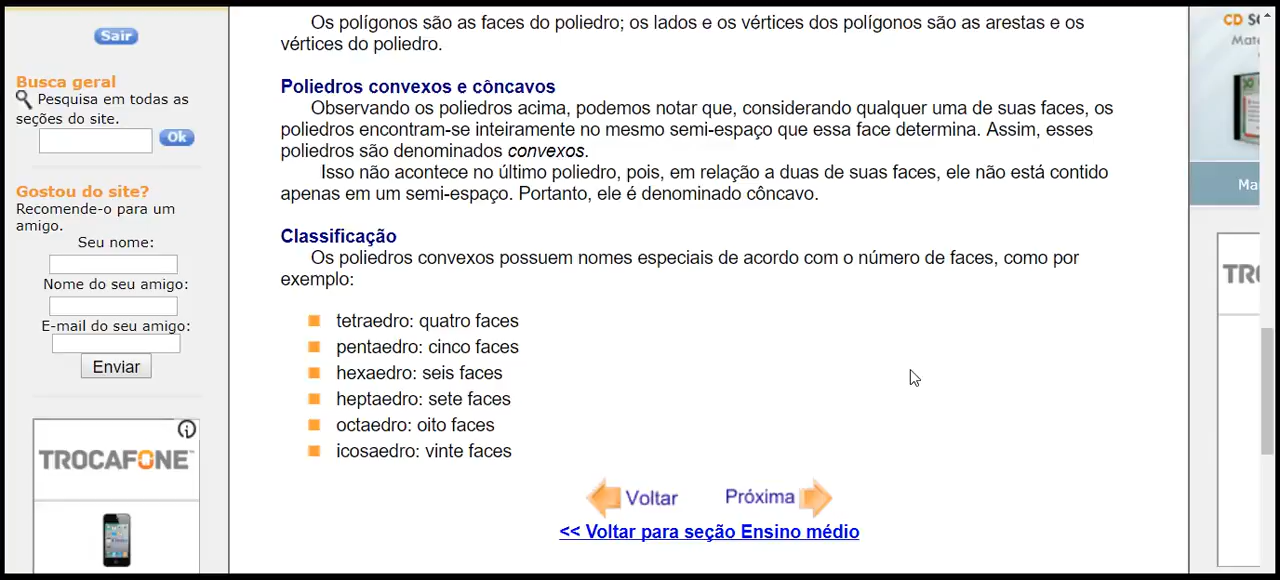 Sair
Busca geral
Pesquisa em todas as
seções do site.
Ok
Gostou do site?
Recomende-o para um
amigo.
Seu nome:
Nome do seu amigo:
E-mail do seu amigo:
Enviar
TROCAFONE
Os polígonos são as faces do poliedro; os lados e os vértices dos polígonos são as arestas e os
vértices do poliedro.
Poliedros convexos e côncavos
Observando os poliedros acima, podemos notar que, considerando qualquer uma de suas faces, os
poliedros encontram-se inteiramente no mesmo semi-espaço que essa face determina. Assim, esses
poliedros são denominados convexos.
Isso não acontece no último poliedro, pois, em relação a duas de suas faces, ele não está contido
apenas em um semi-espaço. Portanto, ele é denominado côncavo.
Classificação
Os poliedros convexos possuem nomes especiais de acordo com o número de faces, como por
exemplo:
tetraedro: quatro faces
pentaedro: cinco faces
hexaedro: seis faces
heptaedro: sete faces
octaedro: oito faces
icosaedro: vinte faces
Voltar Próxima
<< Voltar para seção Ensino médio
CD
Mate
Ma
TRO